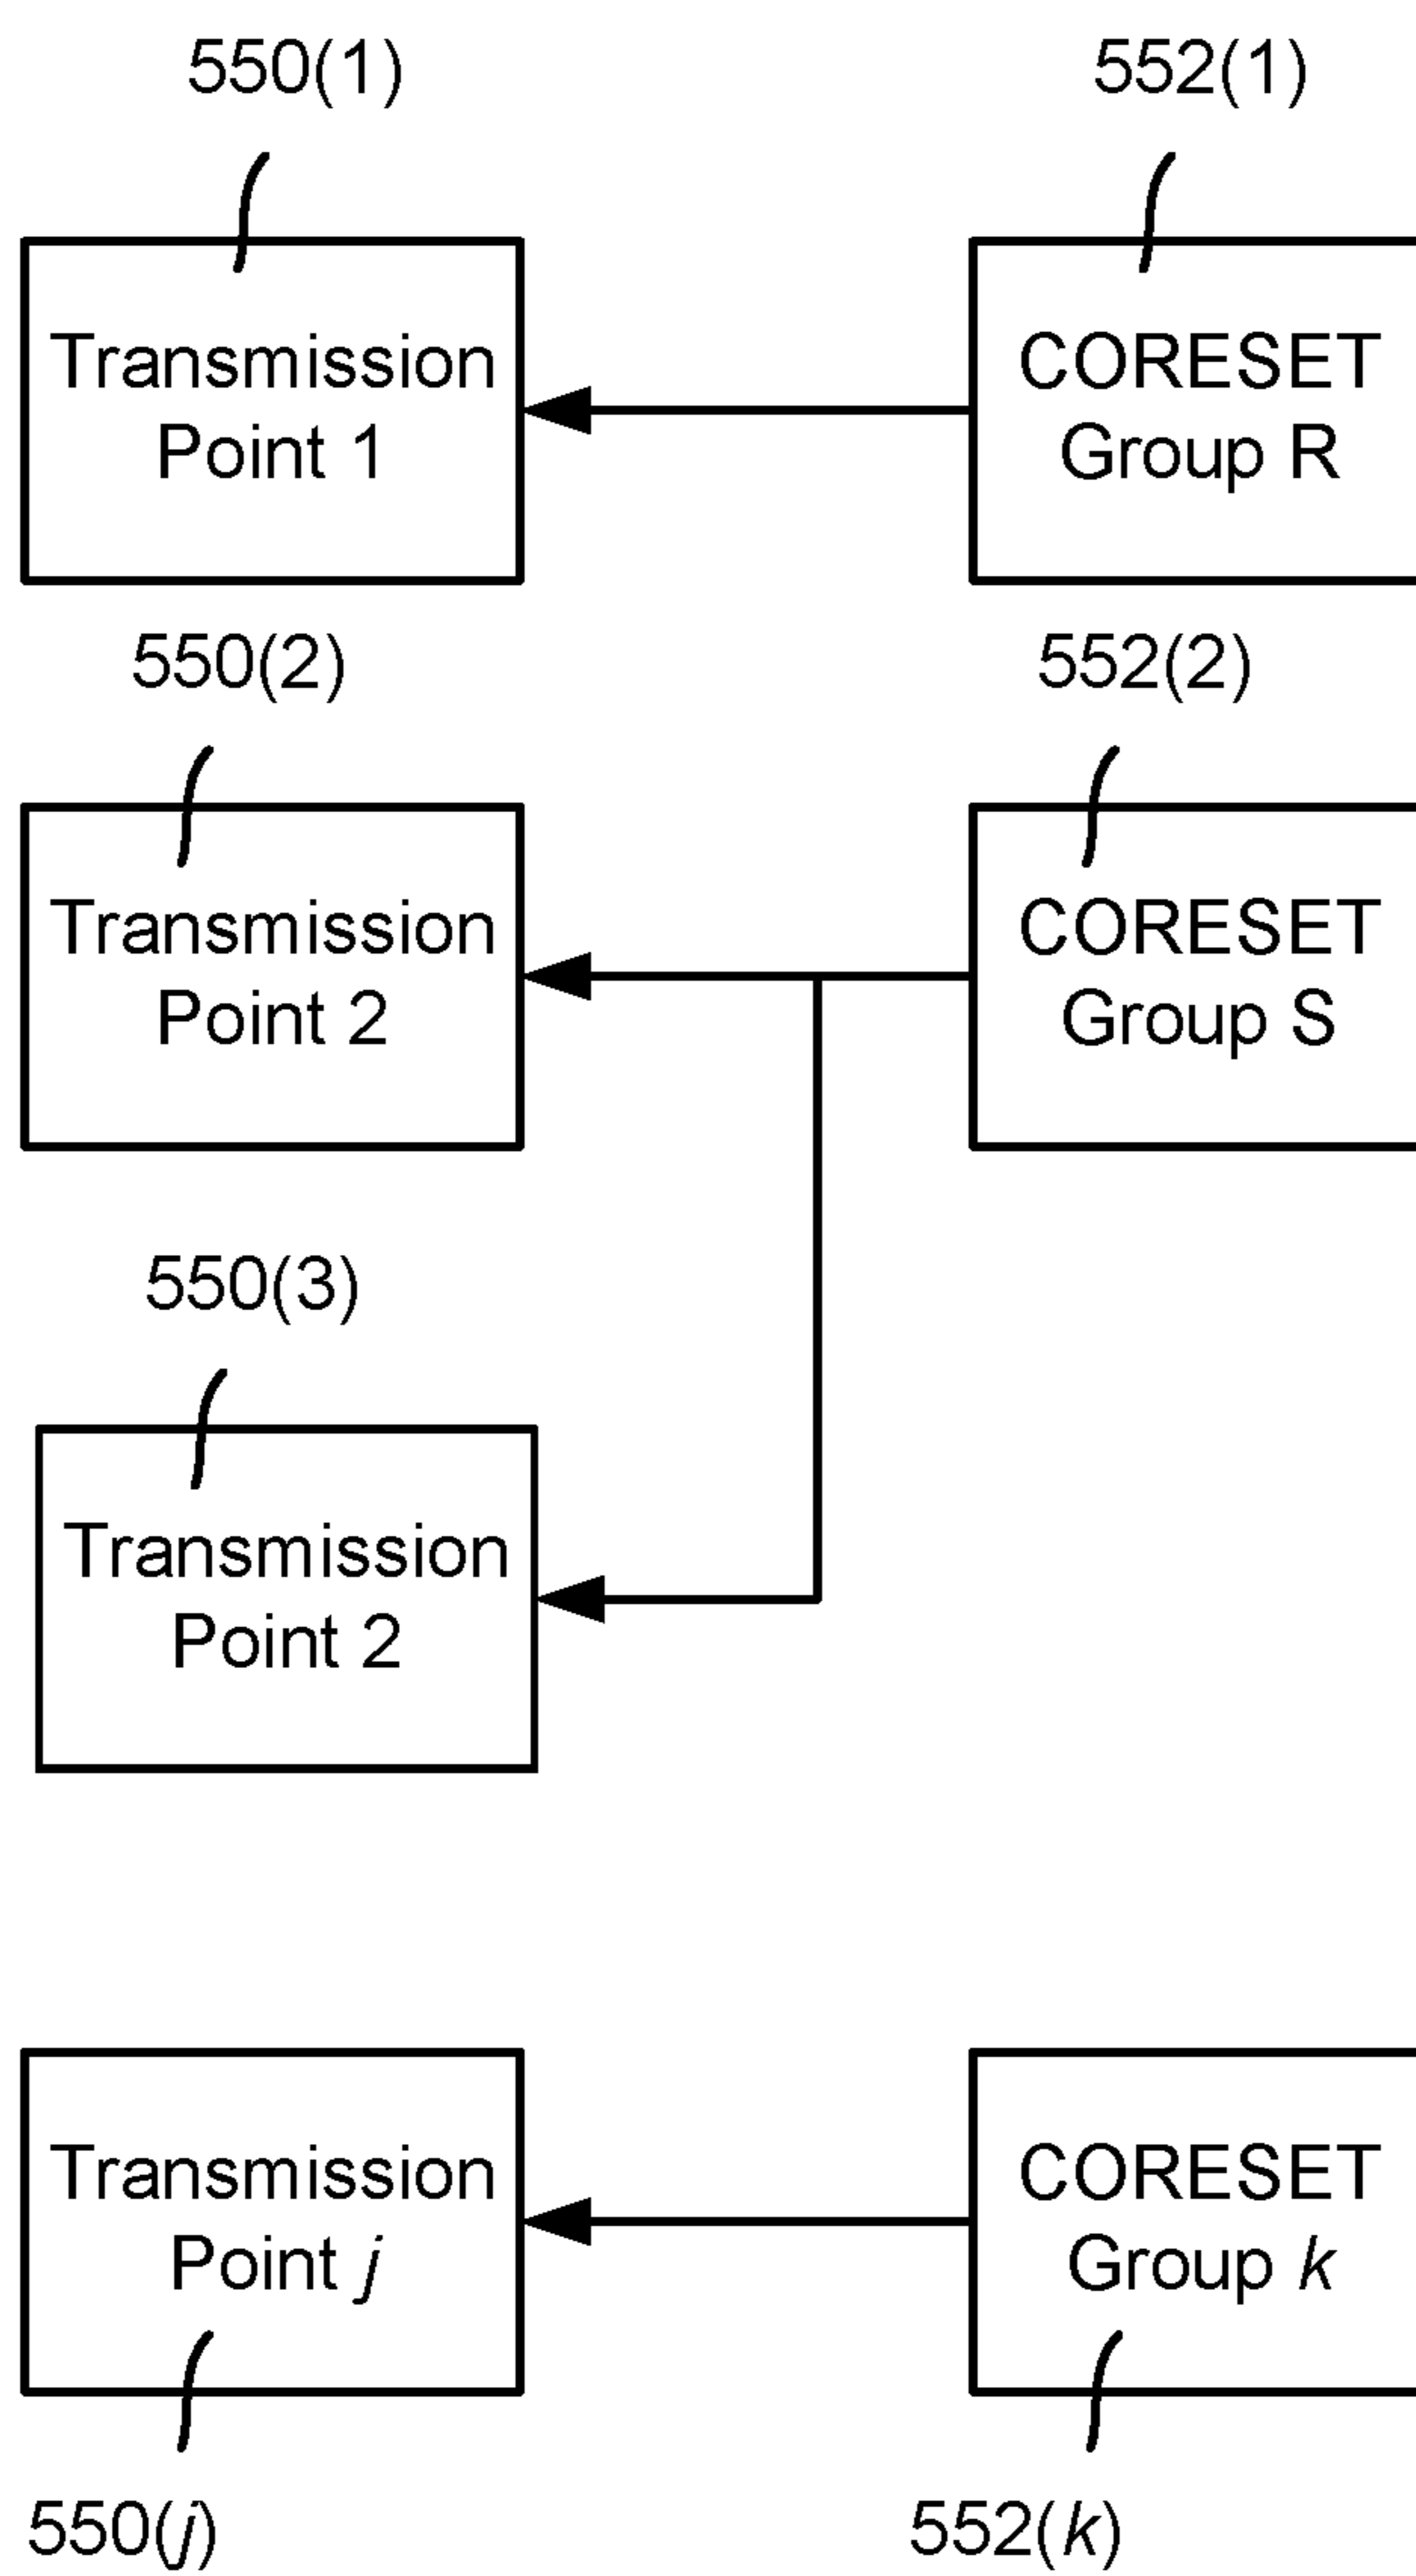 550(1)
552(1)
Transmission
Point 1
CORESET
Group R
550(2)
552(2)
Transmission
Point 2
CORESET
Group S
550(3)
Transmission
Point 2
Transmission
Point j
CORESET
Group k
550(j)
552(k)